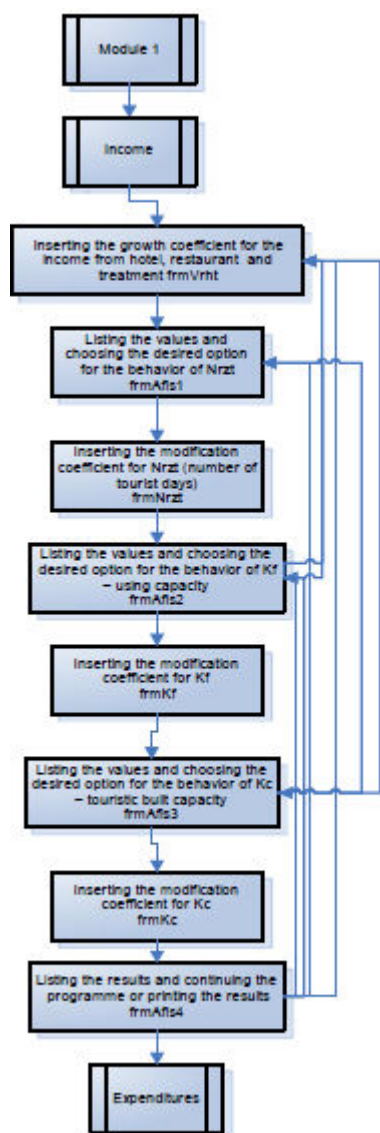 Module 1
Income
Inserting the growth coefficient for the
income from hotel, restaurant and
treatment frmVrht
Listing the values and
choosing the desired option
for the behavior of Nrzt
frmAfis1
Inserting the modification
coefficient for Nrzt (number of
tourist days)
frmNrzt
Listing the values and choosing the
desired option for the behavior of Kf
– using capacity
frmAfis2
Inserting the modification
coefficient for Kf
frmKf
Listing the values and choosing the
desired option for the behavior of Kc
– touristic built capacity
frmAfis3
Inserting the modification
coefficient for Kc
frmKc
Listing the results and continuing the
programme or printing the results
frmAfis4
Expenditures